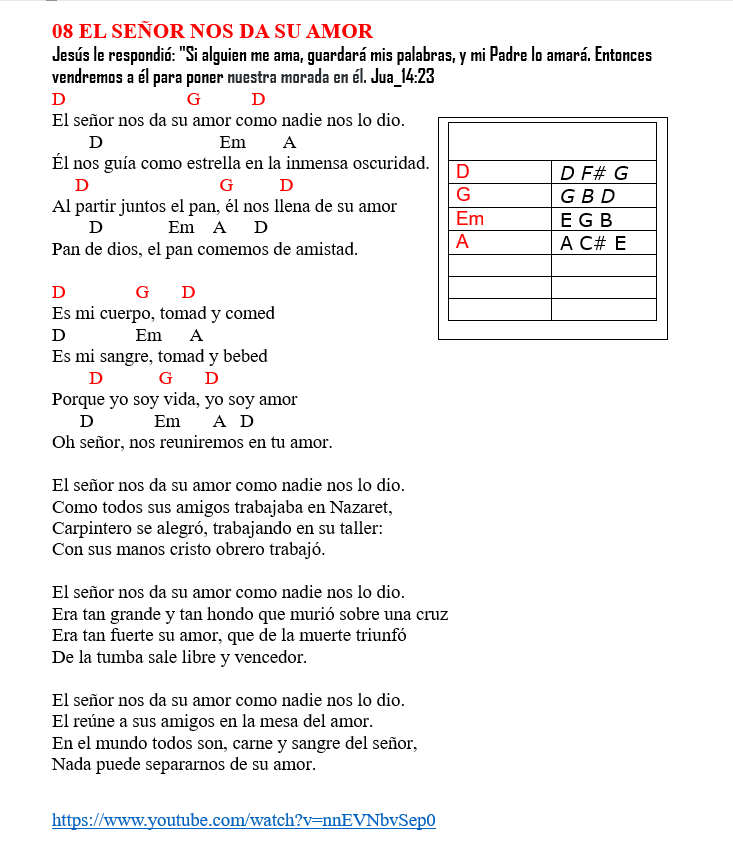 08 EL SEÑOR NOS DA SU AMOR
Jesús le respondió: "Si alguien me ama, guardará mis palabras, y mi Padre lo amará. Entonces
vendremos a él para poner nuestra morada en él. Jua_14:23
D G D
El señor nos da su amor como nadie nos lo dio.
D Em A
Él nos guía como estrella en la inmensa oscuridad.
D G D
Al partir juntos el pan, él nos llena de su amor
D Em A D
Pan de dios, el pan comemos de amistad.
D G D
Es mi cuerpo, tomad y comed
D Em A
Es mi sangre, tomad y bebed
D G D
Porque yo soy vida, yo soy amor
D Em A D
Oh señor, nos reuniremos en tu amor.
El señor nos da su amor como nadie nos lo dio.
Como todos sus amigos trabajaba en Nazaret,
Carpintero se alegró, trabajando en su taller:
Con sus manos cristo obrero trabajó.
El señor nos da su amor como nadie nos lo dio.
Era tan grande y tan hondo que murió sobre una cruz
Era tan fuerte su amor, que de la muerte triunfó
De la tumba sale libre y vencedor.
El señor nos da su amor como nadie nos lo dio.
El reúne a sus amigos en la mesa del amor.
En el mundo todos son, carne y sangre del señor,
Nada puede separarnos de su amor.
https://www.youtube.com/watch?v=nnEVNbvSep0
D D F# G
G G B D
Em E G B
A A C# E